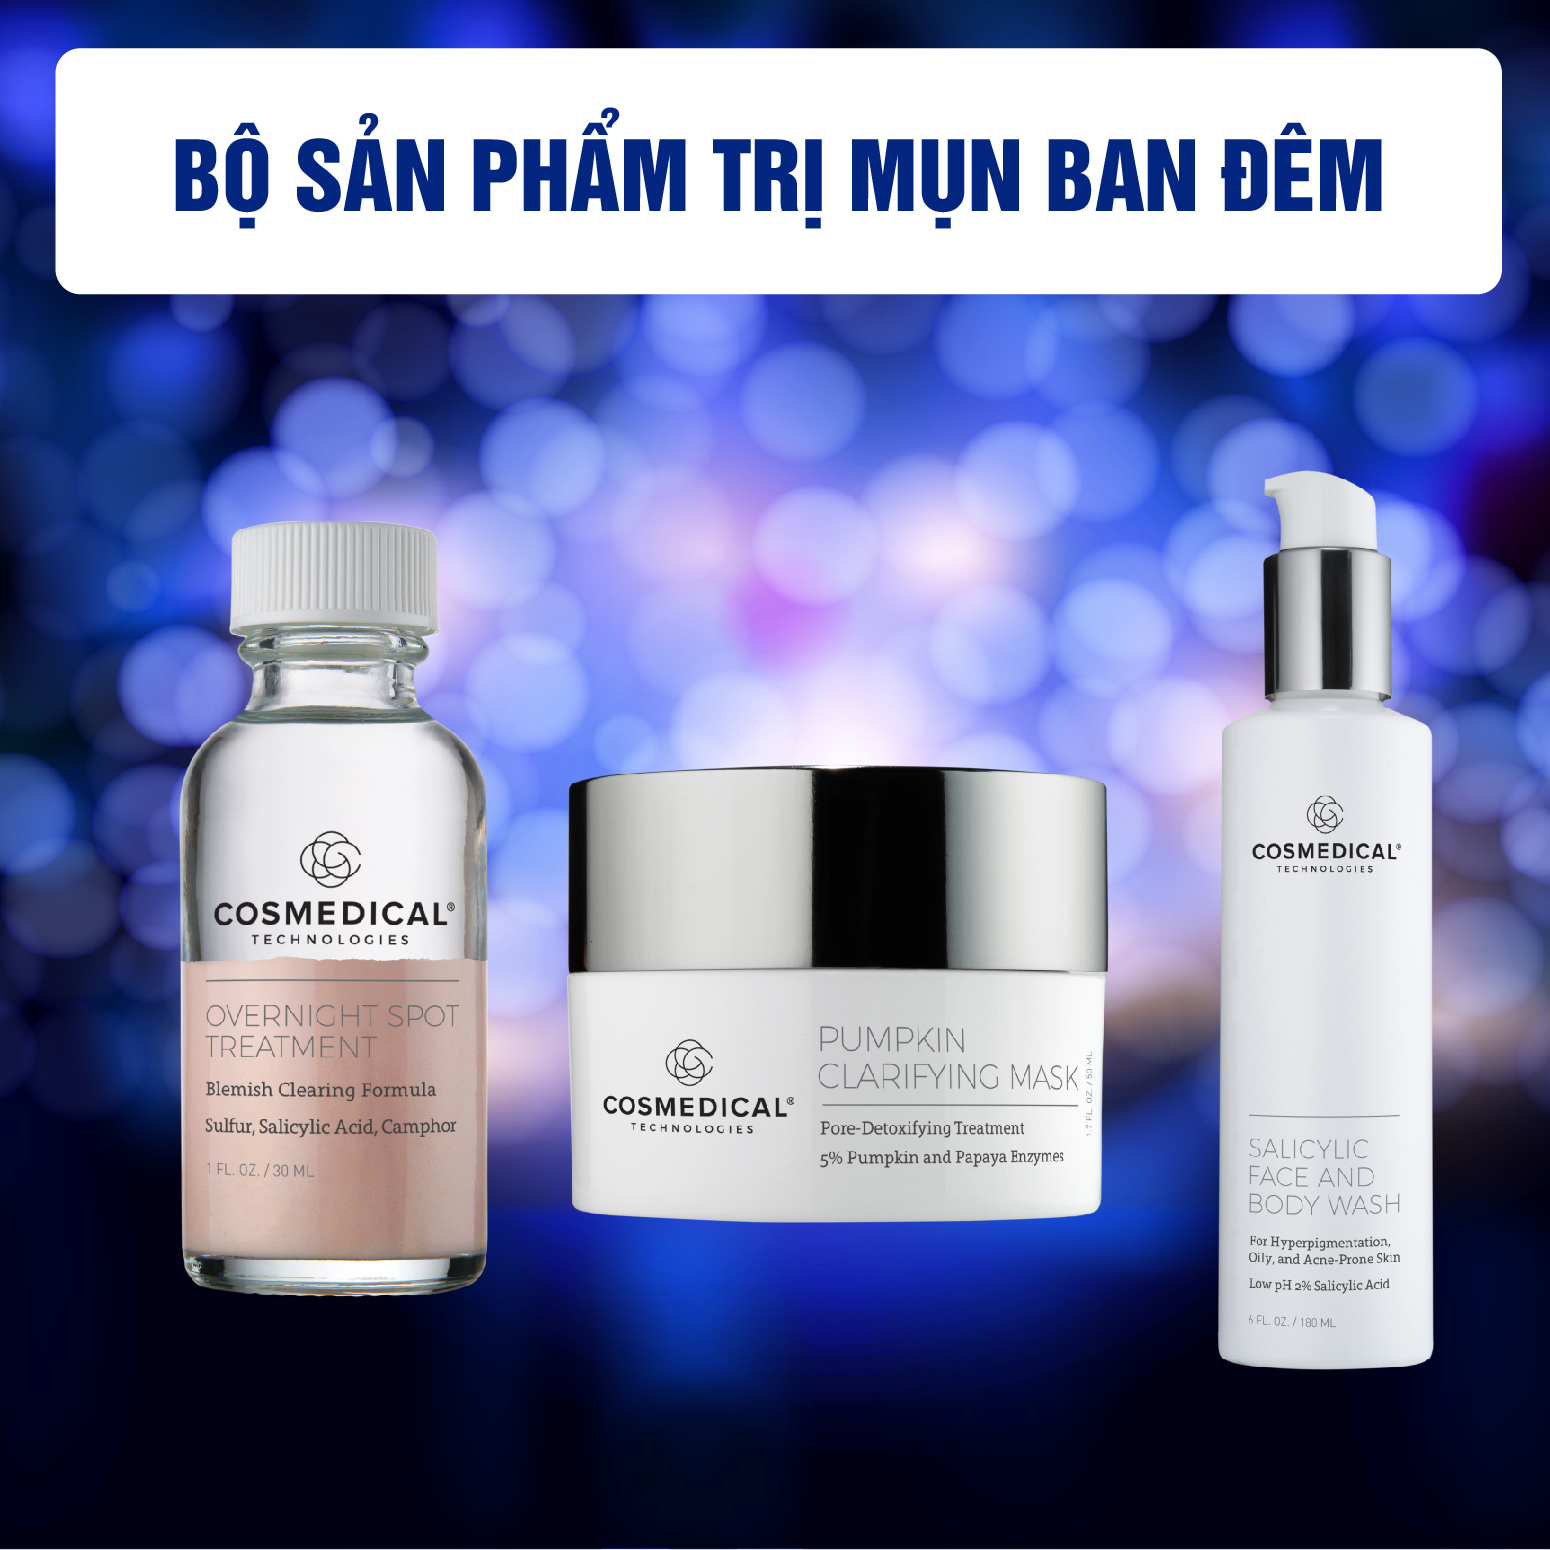 BỘ SẢN PHẨM TRỊ MỤN BAN ĐÊM
COSMEDICAL®
TECHNOLOGIES
OVERNIGHT SPOT
TREATMENT
Blemish Clearing Formula
Sulfur, Salicylic Acid, Camphor
1 FL. OZ. / 30 ML
COSMEDICAL®
TECHNOLOGIES
PUMPKIN
CLARIFYING MASK
Pore-Detoxifying Treatment
5% Pumpkin and Papaya Enzymes
1.7 FL. OZ. / 50 ML
COSMEDICAL®
TECHNOLOGIES
SALICYLIC
FACE AND
BODY WASH
For Hyperpigmentation,
Oily, and Acne-Prone Skin
Low pH 2% Salicylic Acid
6 FL. OZ. / 180 ML